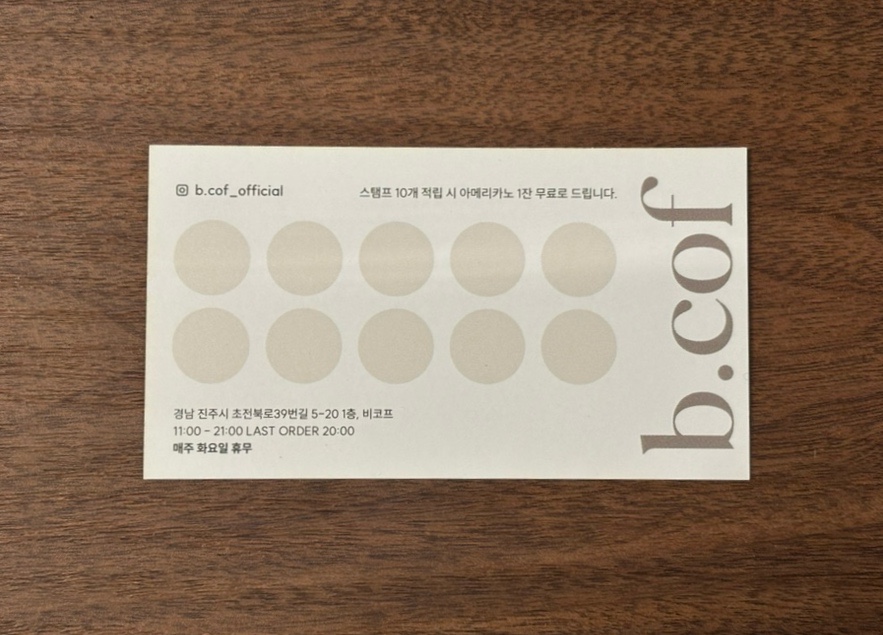 b.cof_official
스탬프 10개 적립 시 아메리카노 1잔 무료로 드립니다.
b.cof
경남 진주시 초전북로39번길 5-20 1층, 비코프
11:00 - 21:00 LAST ORDER 20:00
매주 화요일 휴무